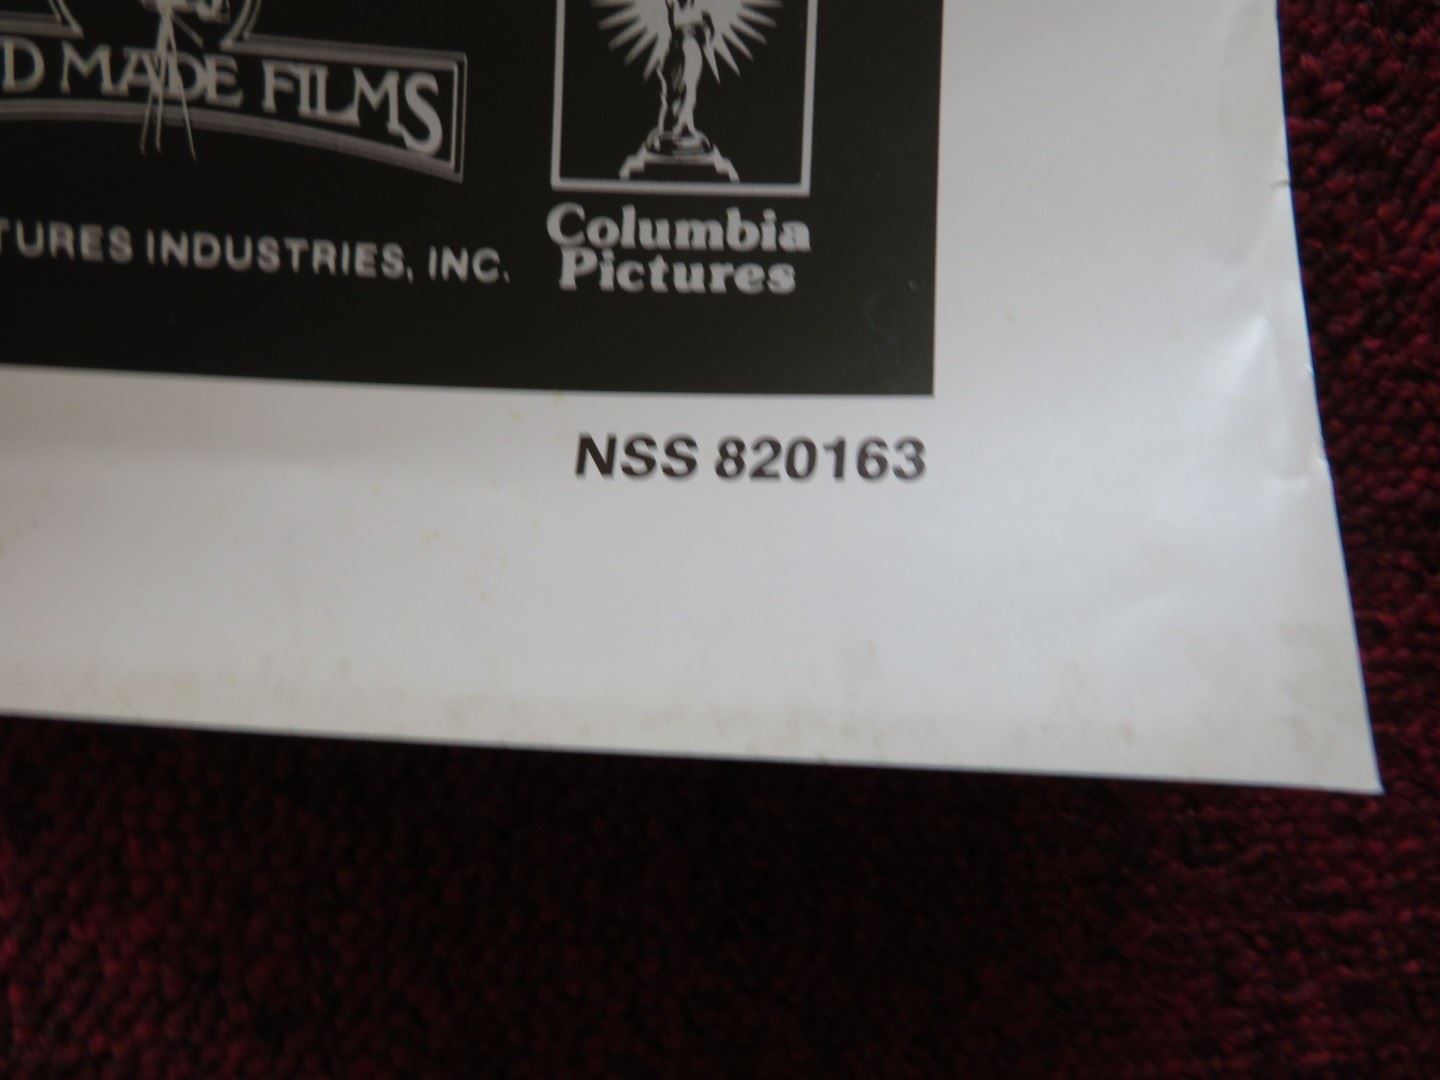 D MADE FILMS
TURES INDUSTRIES, INC.
Columbia
Pictures
NSS 820163